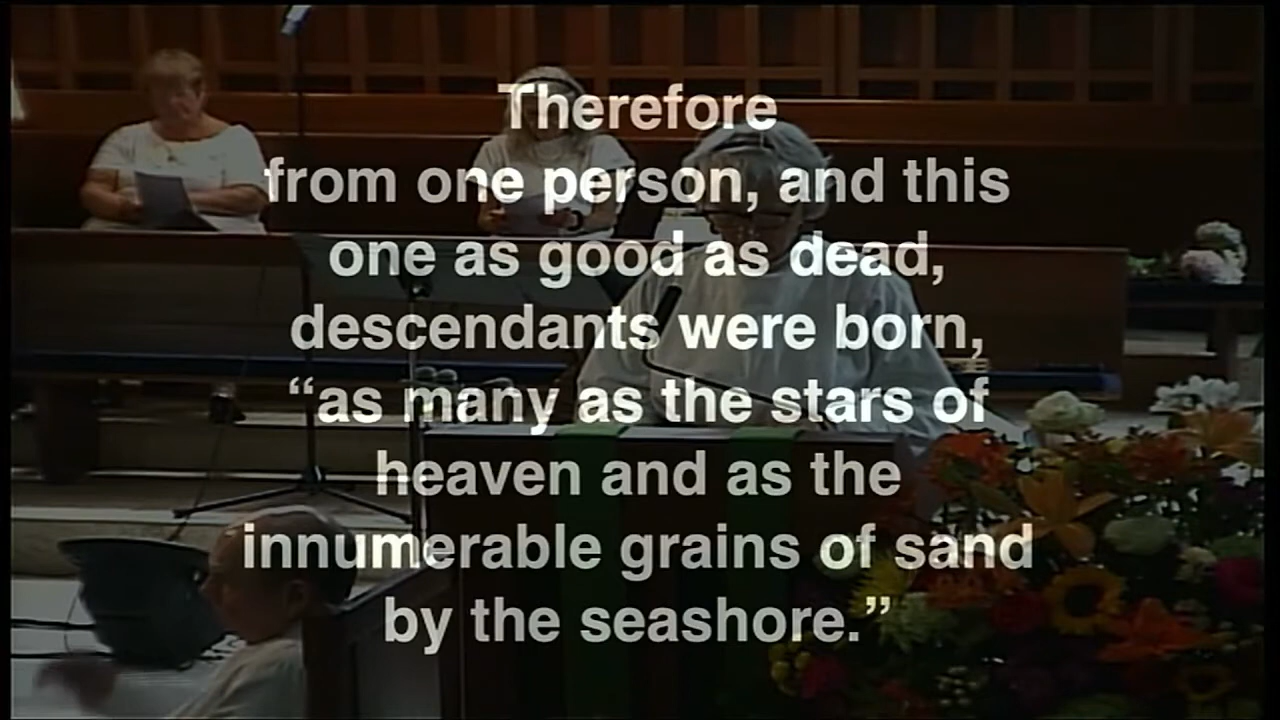 Therefore
from one person, and this
one as good as dead,
descendants were born,
“as many as the stars of
heaven and as the
innumerable grains of sand
by the seashore.”